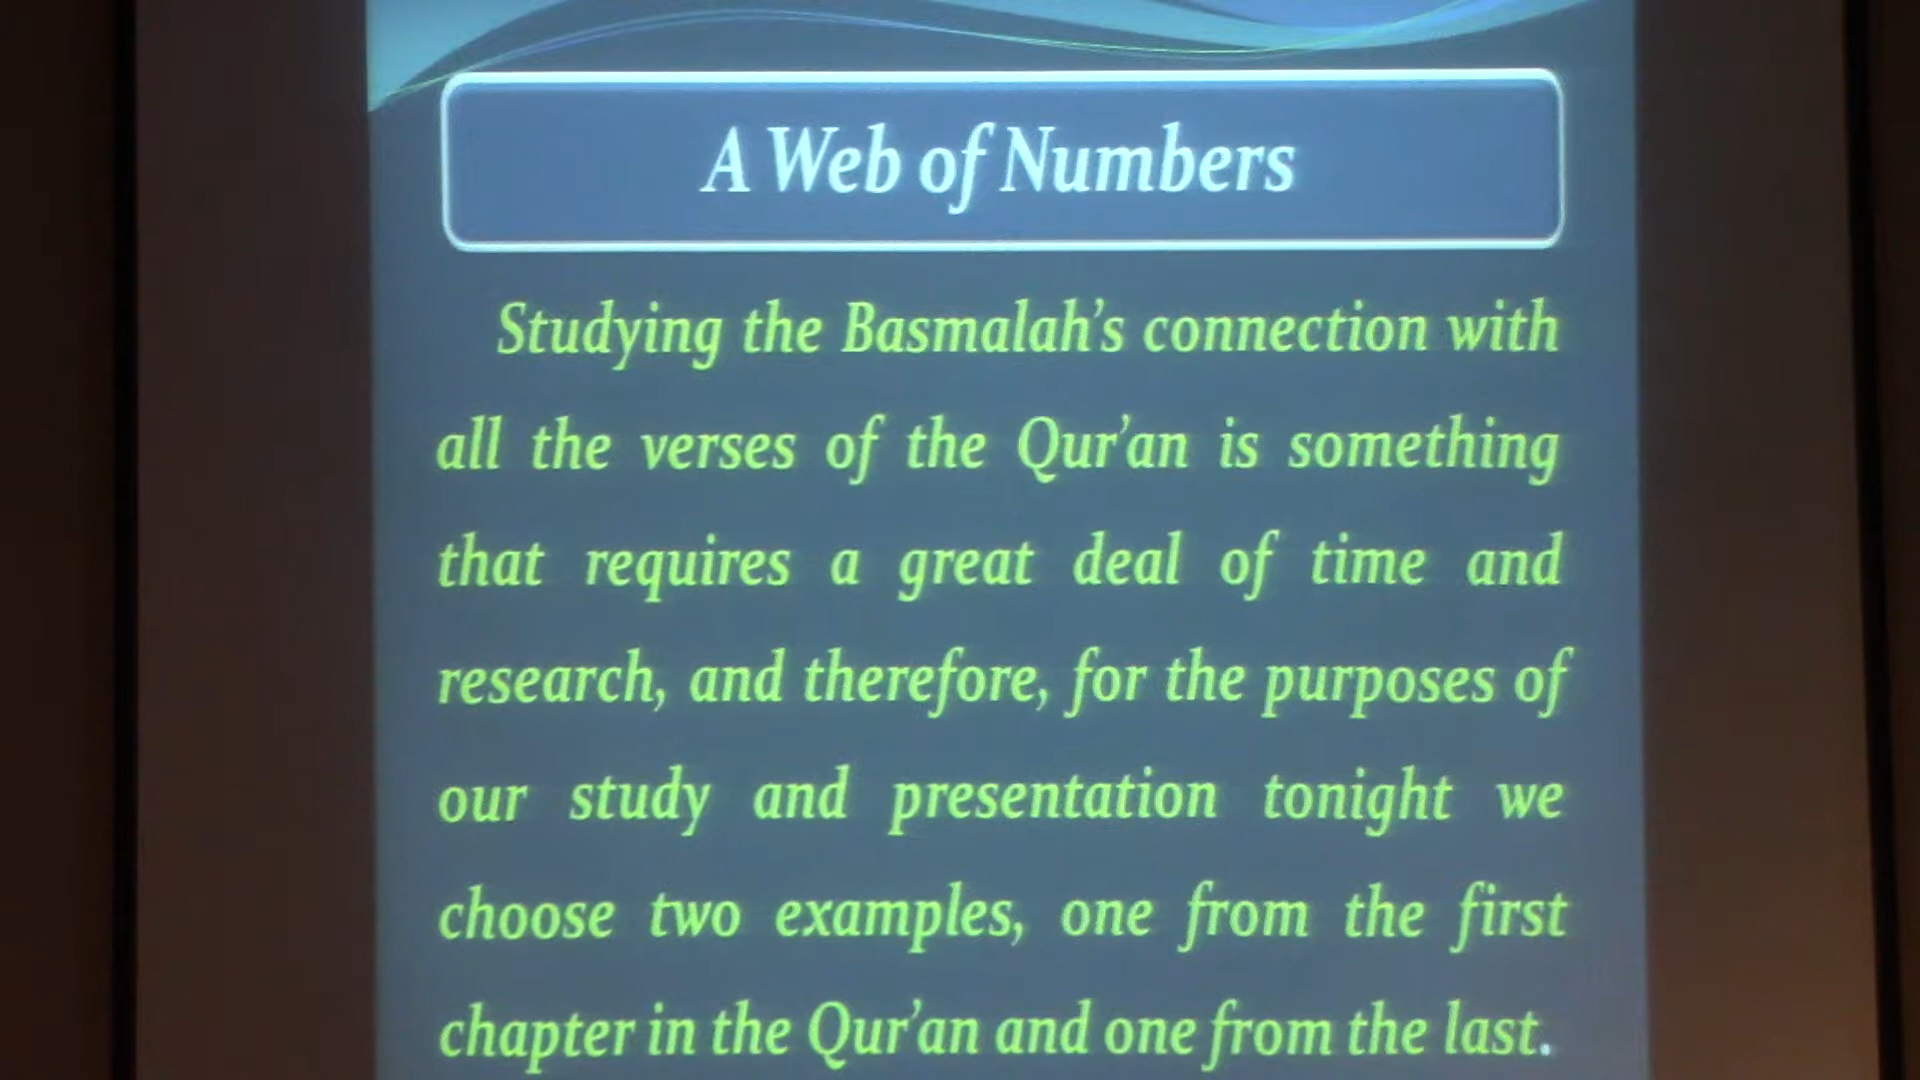 A Web of Numbers
Studying the Basmalah's connection with
all the verses of the Qur'an is something
that requires a great deal of time and
research, and therefore, for the purposes of
our study and presentation tonight we
choose two examples, one from the first
chapter in the Qur'an and one from the last.